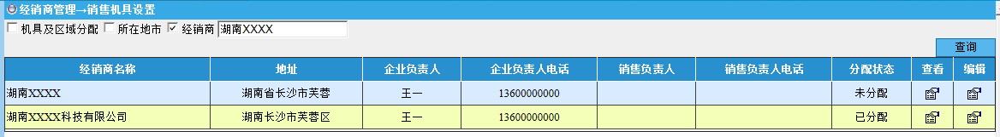 经销商管理→销售机具设置
机具及区域分配 所在地市 经销商 湖南XXXX
查询
经销商名称 地址 企业负责人 企业负责人电话 销售负责人 销售负责人电话 分配状态 查看 编辑
湖南XXXX 湖南省长沙市芙蓉 王一 13600000000 未分配
湖南XXXX科技有限公司 湖南长沙市芙蓉区 王一 13600000000 已分配